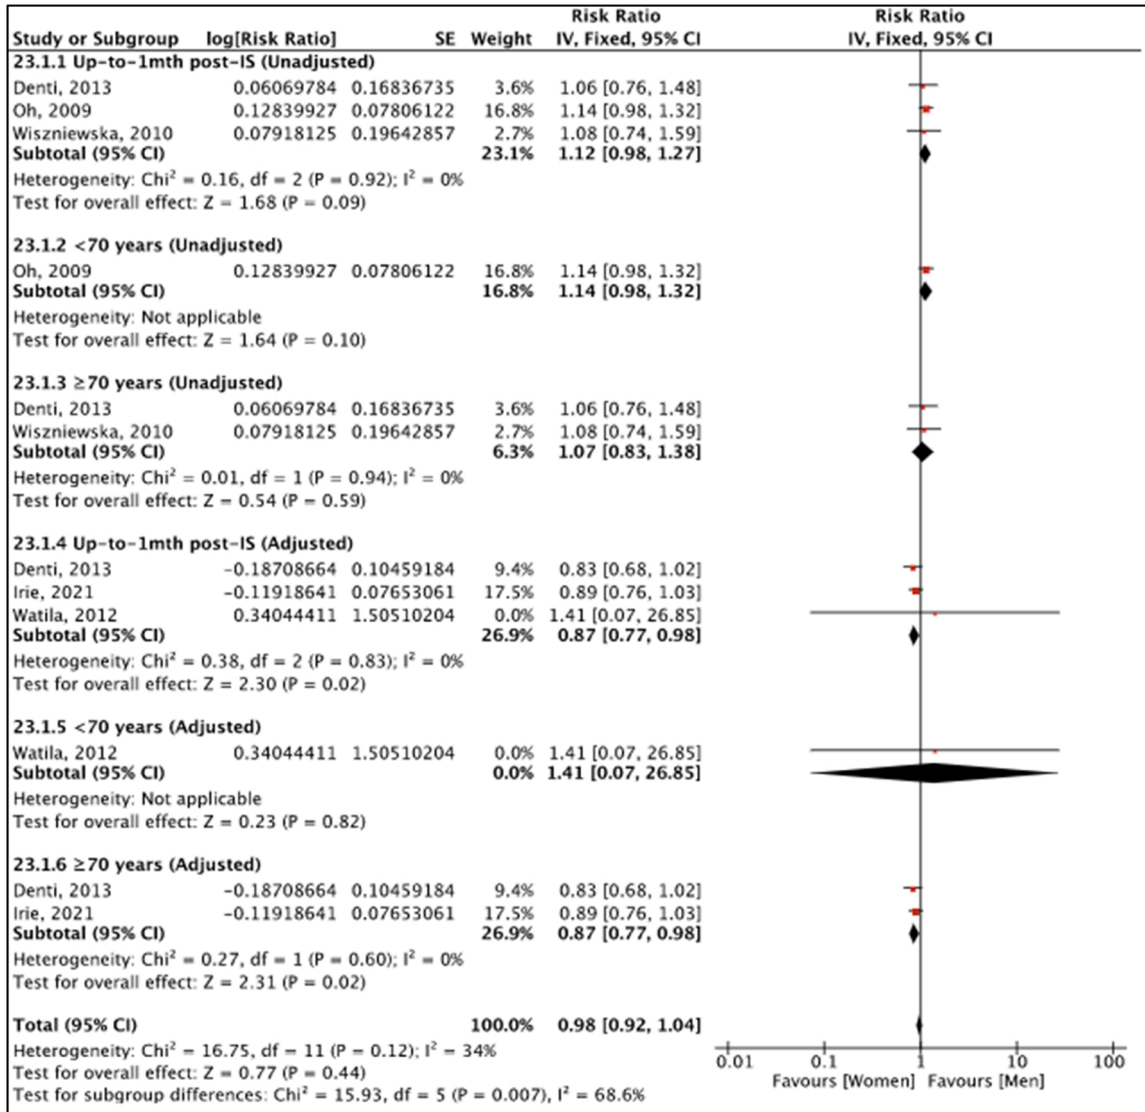 Risk Ratio Risk Ratio
Study or Subgroup log[Risk Ratio] SE Weight IV, Fixed, 95% CI IV, Fixed, 95% CI
23.1.1 Up-to-1mth post-IS (Unadjusted)
Denti, 2013 0.06069784 0.16836735 3.6% 1.06 [0.76, 1.48]
Oh, 2009 0.12839927 0.07806122 16.8% 1.14 [0.98, 1.32]
Wiszniewska, 2010 0.07918125 0.19642857 2.7% 1.08 [0.74, 1.59]
Subtotal (95% CI) 23.1% 1.12 [0.98, 1.27]
Heterogeneity: Chi² = 0.16, df = 2 (P = 0.92); I² = 0%
Test for overall effect: Z = 1.68 (P = 0.09)
23.1.2 <70 years (Unadjusted)
Oh, 2009 0.12839927 0.07806122 16.8% 1.14 [0.98, 1.32]
Subtotal (95% CI) 16.8% 1.14 [0.98, 1.32]
Heterogeneity: Not applicable
Test for overall effect: Z = 1.64 (P = 0.10)
23.1.3 ≥70 years (Unadjusted)
Denti, 2013 0.06069784 0.16836735 3.6% 1.06 [0.76, 1.48]
Wiszniewska, 2010 0.07918125 0.19642857 2.7% 1.08 [0.74, 1.59]
Subtotal (95% CI) 6.3% 1.07 [0.83, 1.38]
Heterogeneity: Chi² = 0.01, df = 1 (P = 0.94); I² = 0%
Test for overall effect: Z = 0.54 (P = 0.59)
23.1.4 Up-to-1mth post-IS (Adjusted)
Denti, 2013 -0.18708664 0.10459184 9.4% 0.83 [0.68, 1.02]
Irie, 2021 -0.11918641 0.07653061 17.5% 0.89 [0.76, 1.03]
Watila, 2012 0.34044411 1.50510204 0.0% 1.41 [0.07, 26.85]
Subtotal (95% CI) 26.9% 0.87 [0.77, 0.98]
Heterogeneity: Chi² = 0.38, df = 2 (P = 0.83); I² = 0%
Test for overall effect: Z = 2.30 (P = 0.02)
23.1.5 <70 years (Adjusted)
Watila, 2012 0.34044411 1.50510204 0.0% 1.41 [0.07, 26.85]
Subtotal (95% CI) 0.0% 1.41 [0.07, 26.85]
Heterogeneity: Not applicable
Test for overall effect: Z = 0.23 (P = 0.82)
23.1.6 ≥70 years (Adjusted)
Denti, 2013 -0.18708664 0.10459184 9.4% 0.83 [0.68, 1.02]
Irie, 2021 -0.11918641 0.07653061 17.5% 0.89 [0.76, 1.03]
Subtotal (95% CI) 26.9% 0.87 [0.77, 0.98]
Heterogeneity: Chi² = 0.27, df = 1 (P = 0.60); I² = 0%
Test for overall effect: Z = 2.31 (P = 0.02)
Total (95% CI) 100.0% 0.98 [0.92, 1.04]
Heterogeneity: Chi² = 16.75, df = 11 (P = 0.12); I² = 34%
Test for overall effect: Z = 0.77 (P = 0.44)
Test for subgroup differences: Chi² = 15.93, df = 5 (P = 0.007), I² = 68.6%
0.01 0.1 1 10 100
Favours [Women] Favours [Men]